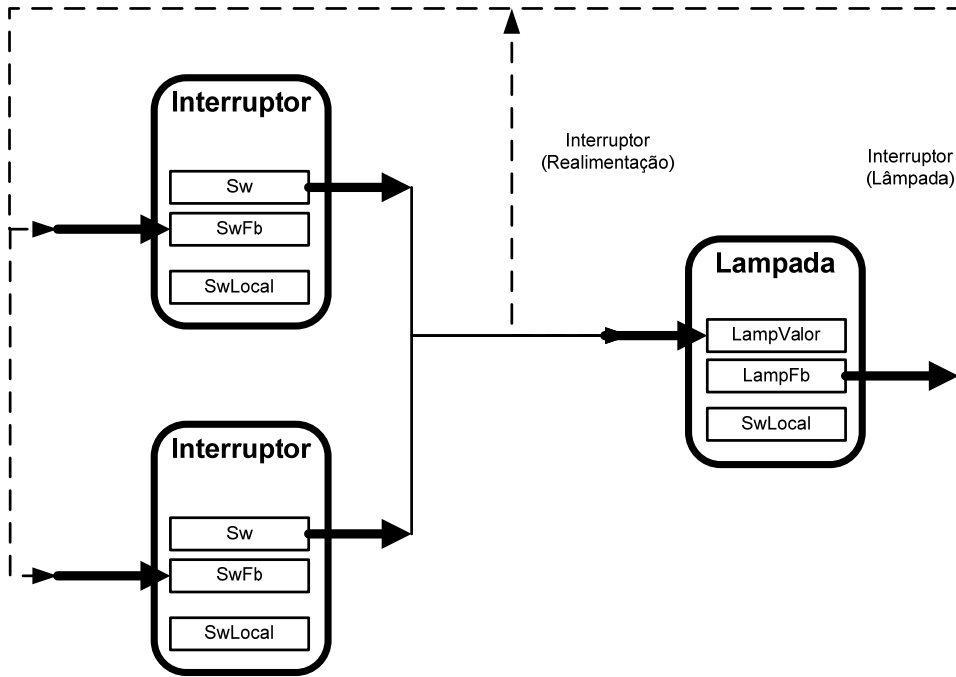 Interruptor
Sw
SwFb
SwLocal
Interruptor
(Realimentação)
Interruptor
(Lâmpada)
Lampada
LampValor
LampFb
SwLocal
Interruptor
Sw
SwFb
SwLocal